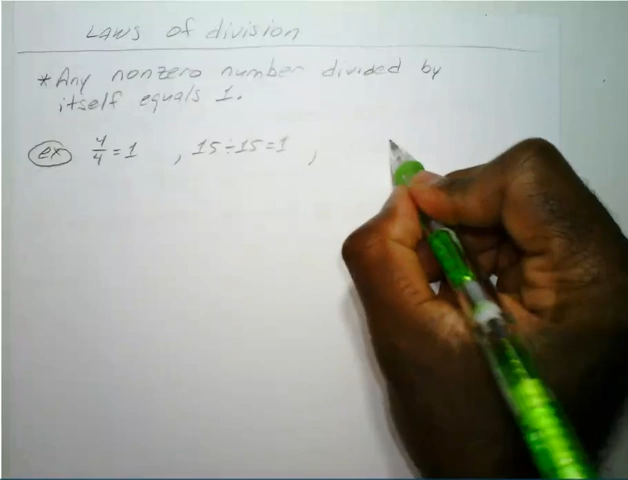 Laws of division
*Any nonzero number divided by
itself equals 1.
ex 4/4 = 1 , 15÷15=1 ,